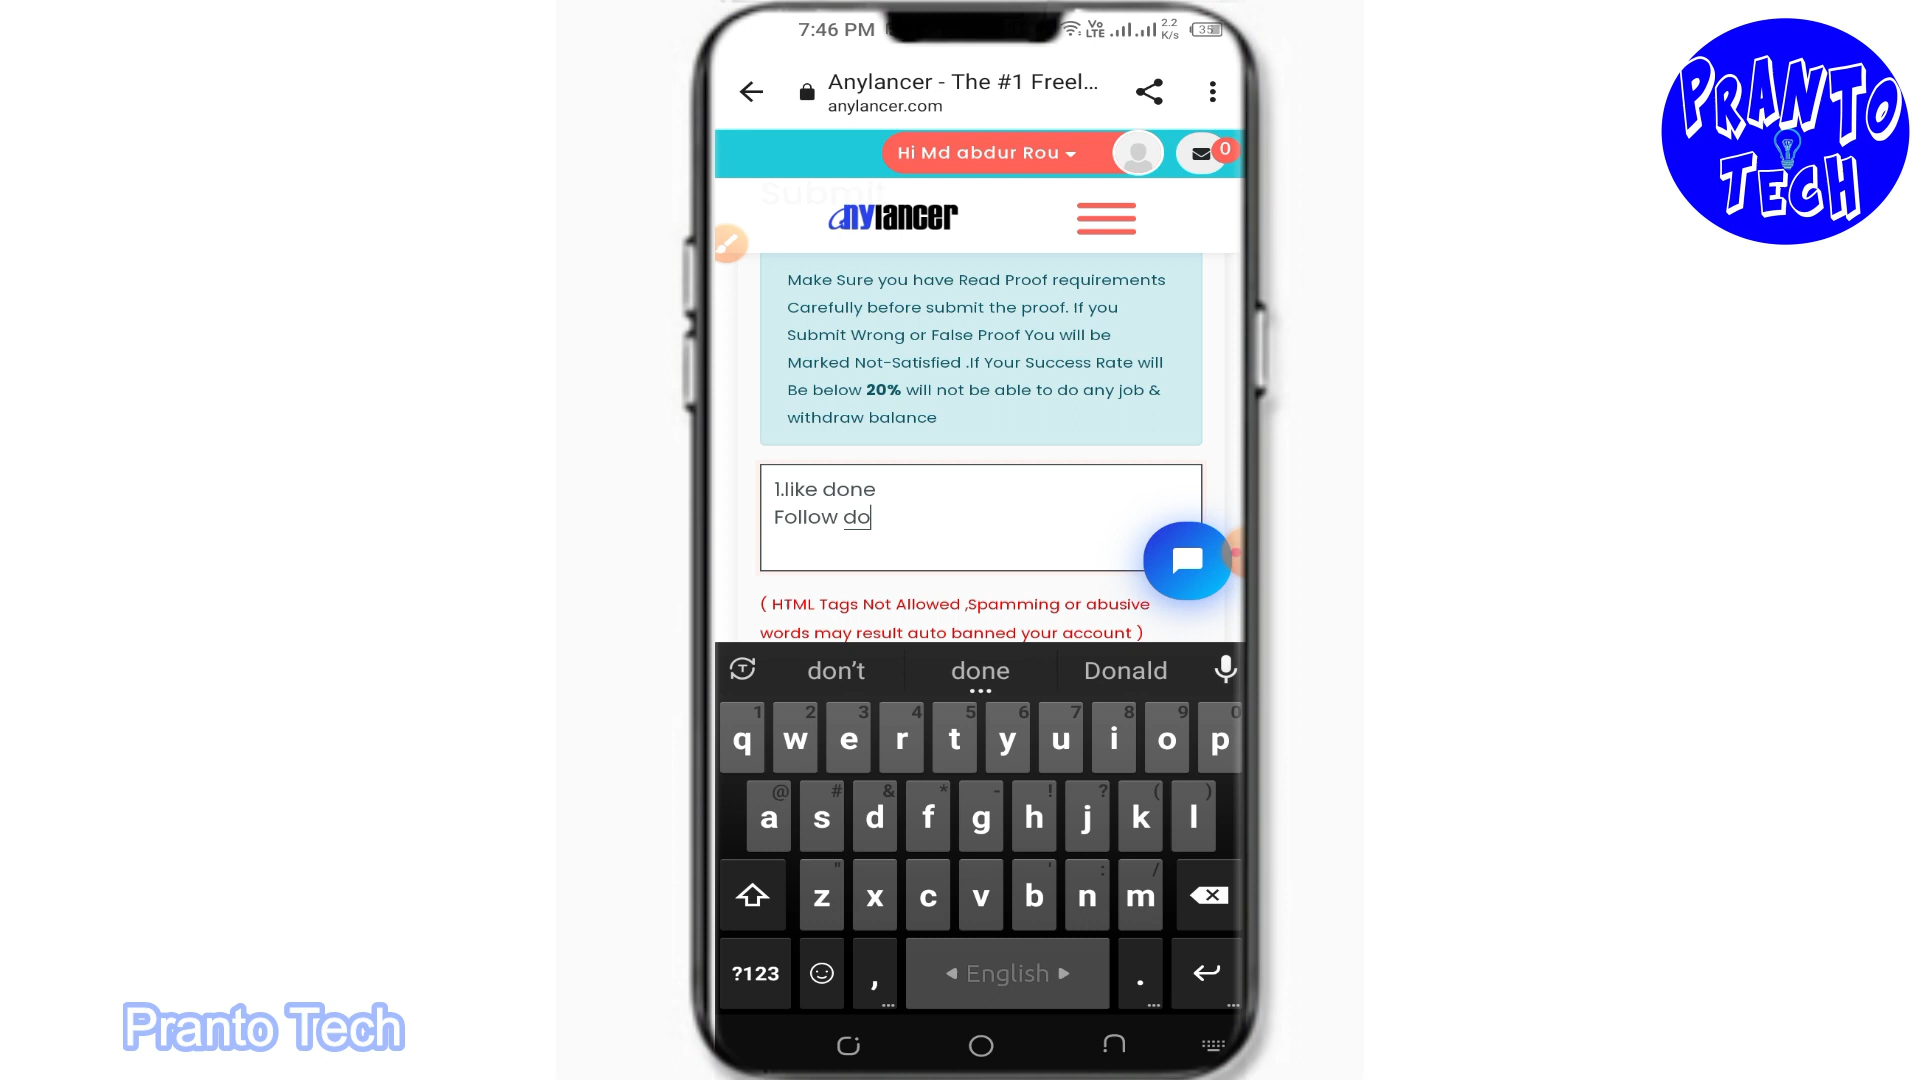 7:46 PM
Vo
LTE
2.2
K/s
35
Anylancer - The #1 Freel...
anylancer.com
Hi Md abdur Rou
0
Submit
anylancer
Make Sure you have Read Proof requirements
Carefully before submit the proof. If you
Submit Wrong or False Proof You will be
Marked Not-Satisfied .If Your Success Rate will
Be below 20% will not be able to do any job &
withdraw balance
1.like done
Follow do
( HTML Tags Not Allowed ,Spamming or abusive
words may result auto banned your account )
don't done Donald
1 2 3 4 5 6 7 8 9 0
q w e r t y u i o p
@ # & * - ! ? ( )
a s d f g h j k l
" ' : /
z x c v b n m
?123 , English .
PRANTO
TECH
Pranto Tech